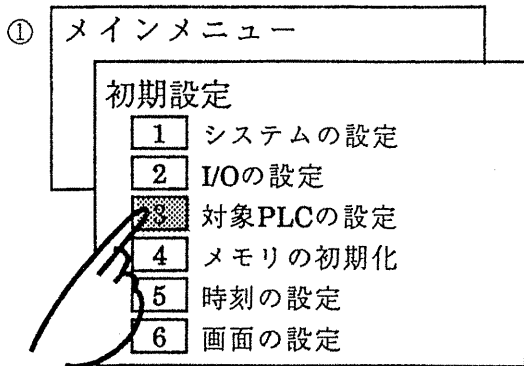 ① メインメニュー
初期設定
1 システムの設定
2 I/Oの設定
3 対象PLCの設定
4 メモリの初期化
5 時刻の設定
6 画面の設定